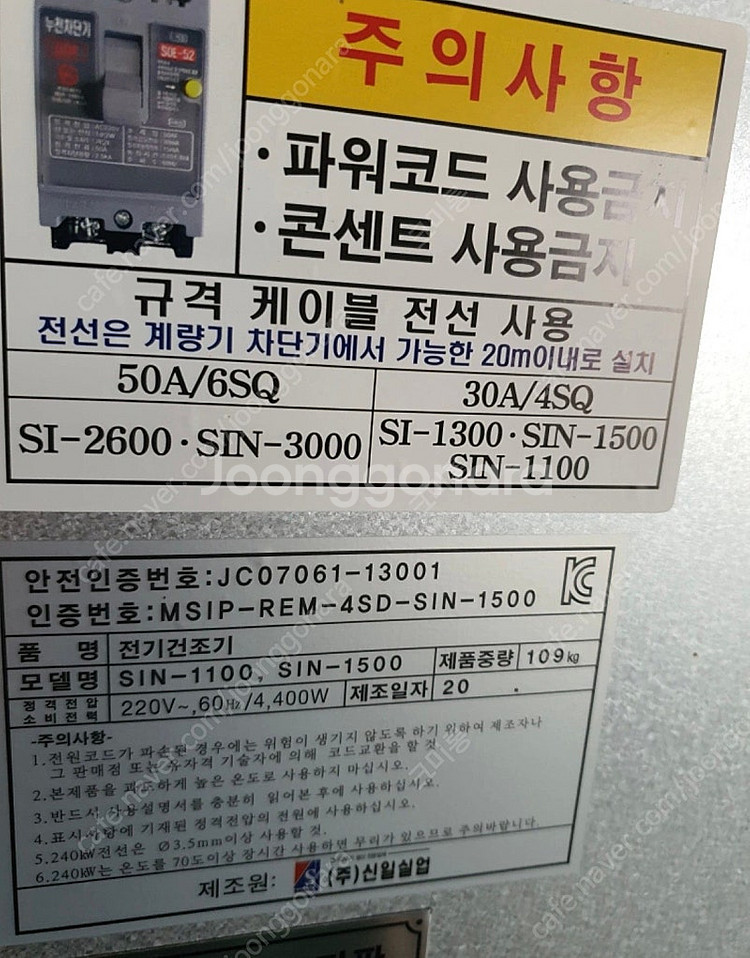 누전차단기
SOE-52
주의사항
· 파워코드 사용금지
· 콘센트 사용금지
규격 케이블 전선 사용
전선은 계량기 차단기에서 가능한 20m이내로 설치
50A/6SQ
30A/4SQ
SI-2600 · SIN-3000
SI-1300 · SIN-1500
SIN-1100
Joonggonara
안전인증번호:JC07061-13001
인증번호:MSIP-REM-4SD-SIN-1500
품 명 전기건조기
모델명 SIN-1100, SIN-1500 제품중량 109kg
정격전압 소비전력 220V~,60Hz/4,400W 제조일자 20 .
-주의사항-
1.전원코드가 파손된 경우에는 위험이 생기지 않도록 하기 위하여 제조자나
그 판매점 또는 유자격 기술자에 의해 코드교환을 할 것
2.본제품을 과도하게 높은 온도로 사용하지 마십시오.
3.반드시 사용설명서를 충분히 읽어본 후에 사용하십시오.
4.표시사항에 기재된 정격전압의 전원에 사용하십시오.
5.240kW전선은 Ø3.5mm이상 사용할 것.
6.240kW는 온도를 70도이상 장시간 사용하면 무리가 있으므로 주의바랍니다.
제조원: (주)신일실업
cafe.naver.com/joonggonara